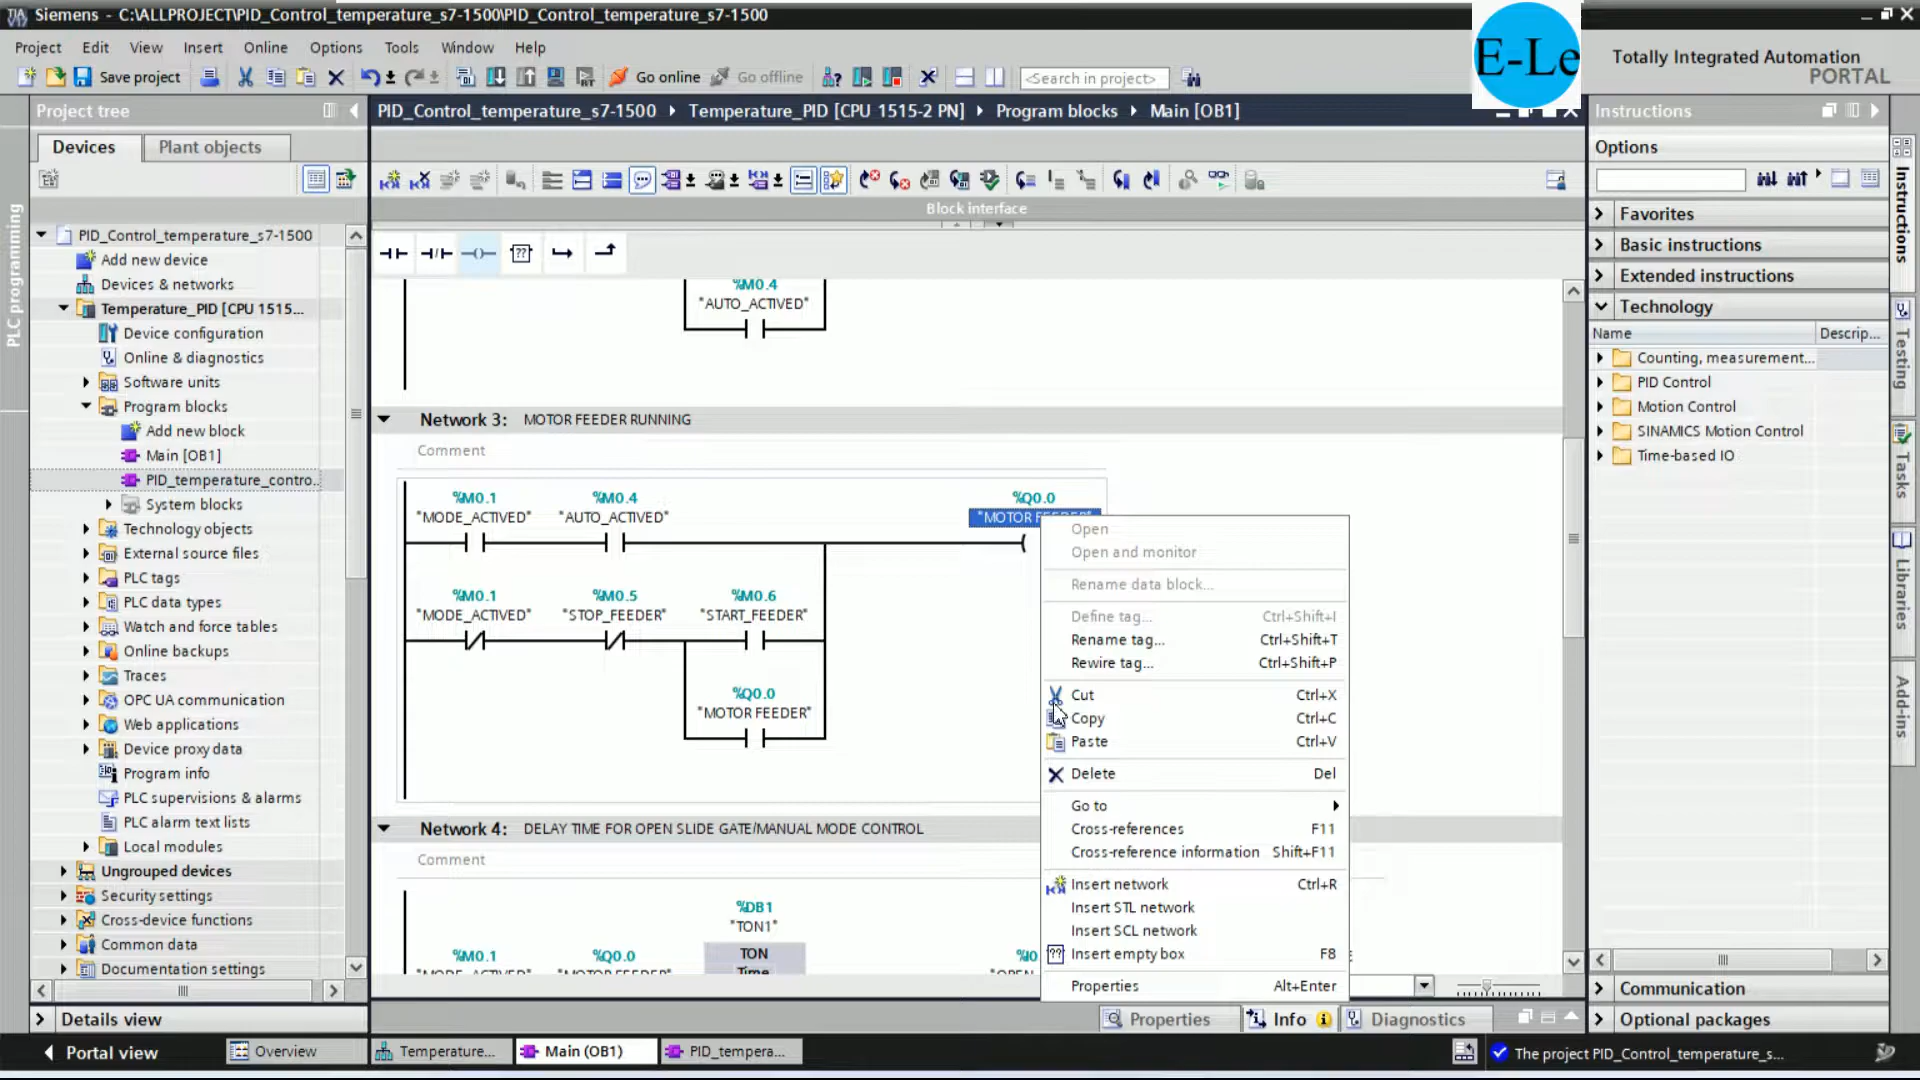 Siemens - C:\ALLPROJECT\PID_Control_temperature_s7-1500\PID_Control_temperature_s7-1500
Project Edit View Insert Online Options Tools Window Help
E-Le
Totally Integrated Automation
PORTAL
Save project
Go online
Go offline
<Search in project>
Project tree
PID_Control_temperature_s7-1500 Temperature_PID [CPU 1515-2 PN] Program blocks Main [OB1]
Instructions
Devices
Plant objects
Options
Block interface
PLC programming
PID_Control_temperature_s7-1500
Add new device
Devices & networks
Temperature_PID [CPU 1515...
Device configuration
Online & diagnostics
Software units
Program blocks
Add new block
Main [OB1]
PID_temperature_contro..
System blocks
Technology objects
External source files
PLC tags
PLC data types
Watch and force tables
Online backups
Traces
OPC UA communication
Web applications
Device proxy data
Program info
PLC supervisions & alarms
PLC alarm text lists
Local modules
Ungrouped devices
Security settings
Cross-device functions
Common data
Documentation settings
Details view
%M0.4
"AUTO_ACTIVED"
Network 3: MOTOR FEEDER RUNNING
Comment
%M0.1 %M0.4 %Q0.0
"MODE_ACTIVED" "AUTO_ACTIVED" "MOTOR FEEDER"
%M0.1 %M0.5 %M0.6
"MODE_ACTIVED" "STOP_FEEDER" "START_FEEDER"
%Q0.0
"MOTOR FEEDER"
Network 4: DELAY TIME FOR OPEN SLIDE GATE/MANUAL MODE CONTROL
Comment
%DB1
"TON1"
%M0.1 %Q0.0 TON %I0
"MODE_ACTIVED" "MOTOR FEEDER" Time "OPEN
Open
Open and monitor
Rename data block...
Define tag... Ctrl+Shift+I
Rename tag... Ctrl+Shift+T
Rewire tag... Ctrl+Shift+P
Cut Ctrl+X
Copy Ctrl+C
Paste Ctrl+V
Delete Del
Go to
Cross-references F11
Cross-reference information Shift+F11
Insert network Ctrl+R
Insert STL network
Insert SCL network
Insert empty box F8
Properties Alt+Enter
Favorites
Basic instructions
Extended instructions
Technology
Name Descrip...
Counting, measurement...
PID Control
Motion Control
SINAMICS Motion Control
Time-based IO
Communication
Optional packages
Instructions
Testing
Tasks
Libraries
Add-ins
Properties
Info
Diagnostics
Portal view
Overview
Temperature...
Main (OB1)
PID_tempera...
The project PID_Control_temperature_s...